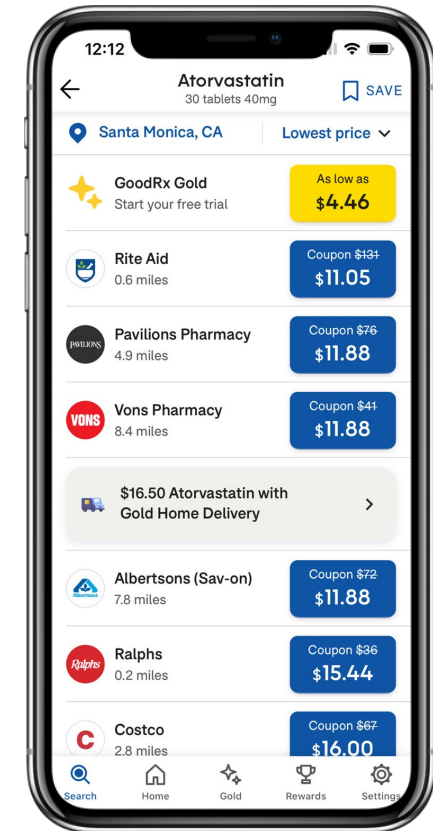 12:12
Atorvastatin
30 tablets 40mg
SAVE
Santa Monica, CA
Lowest price
GoodRx Gold
Start your free trial
As low as
$4.46
Rite Aid
0.6 miles
Coupon $131
$11.05
PAVILIONS
Pavilions Pharmacy
4.9 miles
Coupon $76
$11.88
VONS
Vons Pharmacy
8.4 miles
Coupon $41
$11.88
$16.50 Atorvastatin with
Gold Home Delivery
Albertsons
Albertsons (Sav-on)
7.8 miles
Coupon $72
$11.88
Ralphs
Ralphs
0.2 miles
Coupon $36
$15.44
C
Costco
2.8 miles
Coupon $67
$16.00
Search
Home
Gold
Rewards
Settings